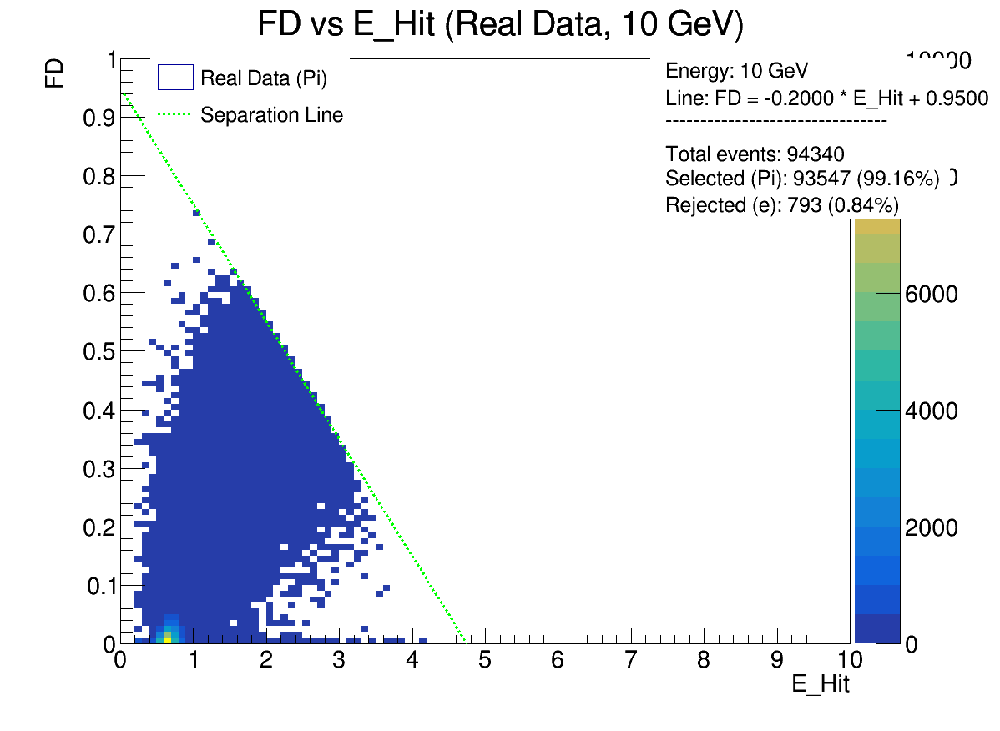 FD vs E_Hit (Real Data, 10 GeV)
FD
Real Data (Pi)
Separation Line
Energy: 10 GeV
Line: FD = -0.2000 * E_Hit + 0.9500
--------------------------------
Total events: 94340
Selected (Pi): 93547 (99.16%)
Rejected (e): 793 (0.84%)
1
0.9
0.8
0.7
0.6
0.5
0.4
0.3
0.2
0.1
0
0 1 2 3 4 5 6 7 8 9 10
E_Hit
6000
4000
2000
0